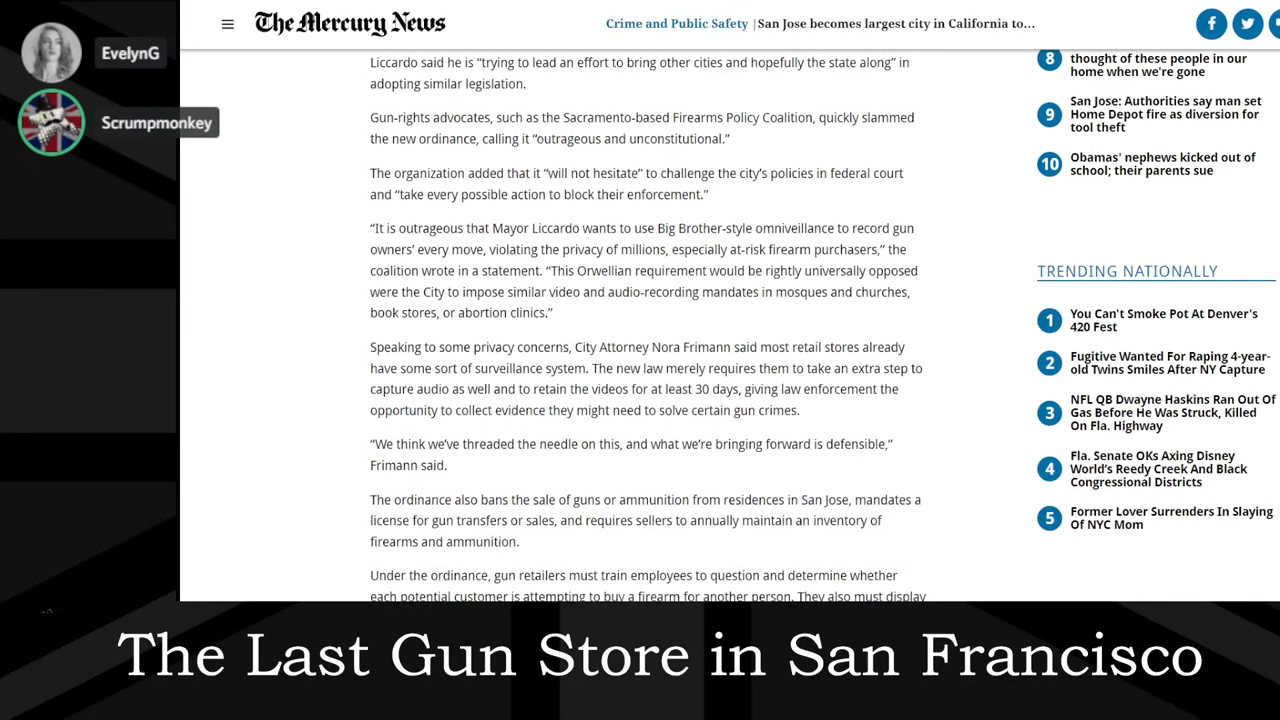 EvelynG
Scrumpmonkey
The Mercury News
Crime and Public Safety | San Jose becomes largest city in California to...
Liccardo said he is “trying to lead an effort to bring other cities and hopefully the state along” in
adopting similar legislation.
Gun-rights advocates, such as the Sacramento-based Firearms Policy Coalition, quickly slammed
the new ordinance, calling it “outrageous and unconstitutional.”
The organization added that it “will not hesitate” to challenge the city’s policies in federal court
and “take every possible action to block their enforcement.”
“It is outrageous that Mayor Liccardo wants to use Big Brother-style omniveillance to record gun
owners’ every move, violating the privacy of millions, especially at-risk firearm purchasers,” the
coalition wrote in a statement. “This Orwellian requirement would be rightly universally opposed
were the City to impose similar video and audio-recording mandates in mosques and churches,
book stores, or abortion clinics.”
Speaking to some privacy concerns, City Attorney Nora Frimann said most retail stores already
have some sort of surveillance system. The new law merely requires them to take an extra step to
capture audio as well and to retain the videos for at least 30 days, giving law enforcement the
opportunity to collect evidence they might need to solve certain gun crimes.
“We think we’ve threaded the needle on this, and what we’re bringing forward is defensible,”
Frimann said.
The ordinance also bans the sale of guns or ammunition from residences in San Jose, mandates a
license for gun transfers or sales, and requires sellers to annually maintain an inventory of
firearms and ammunition.
Under the ordinance, gun retailers must train employees to question and determine whether
each potential customer is attempting to buy a firearm for another person. They also must display
8 thought of these people in our
home when we're gone
9 San Jose: Authorities say man set
Home Depot fire as diversion for
tool theft
10 Obamas' nephews kicked out of
school; their parents sue
TRENDING NATIONALLY
1 You Can't Smoke Pot At Denver's
420 Fest
2 Fugitive Wanted For Raping 4-year-
old Twins Smiles After NY Capture
3 NFL QB Dwayne Haskins Ran Out Of
Gas Before He Was Struck, Killed
On Fla. Highway
4 Fla. Senate OKs Axing Disney
World’s Reedy Creek And Black
Congressional Districts
5 Former Lover Surrenders In Slaying
Of NYC Mom
The Last Gun Store in San Francisco